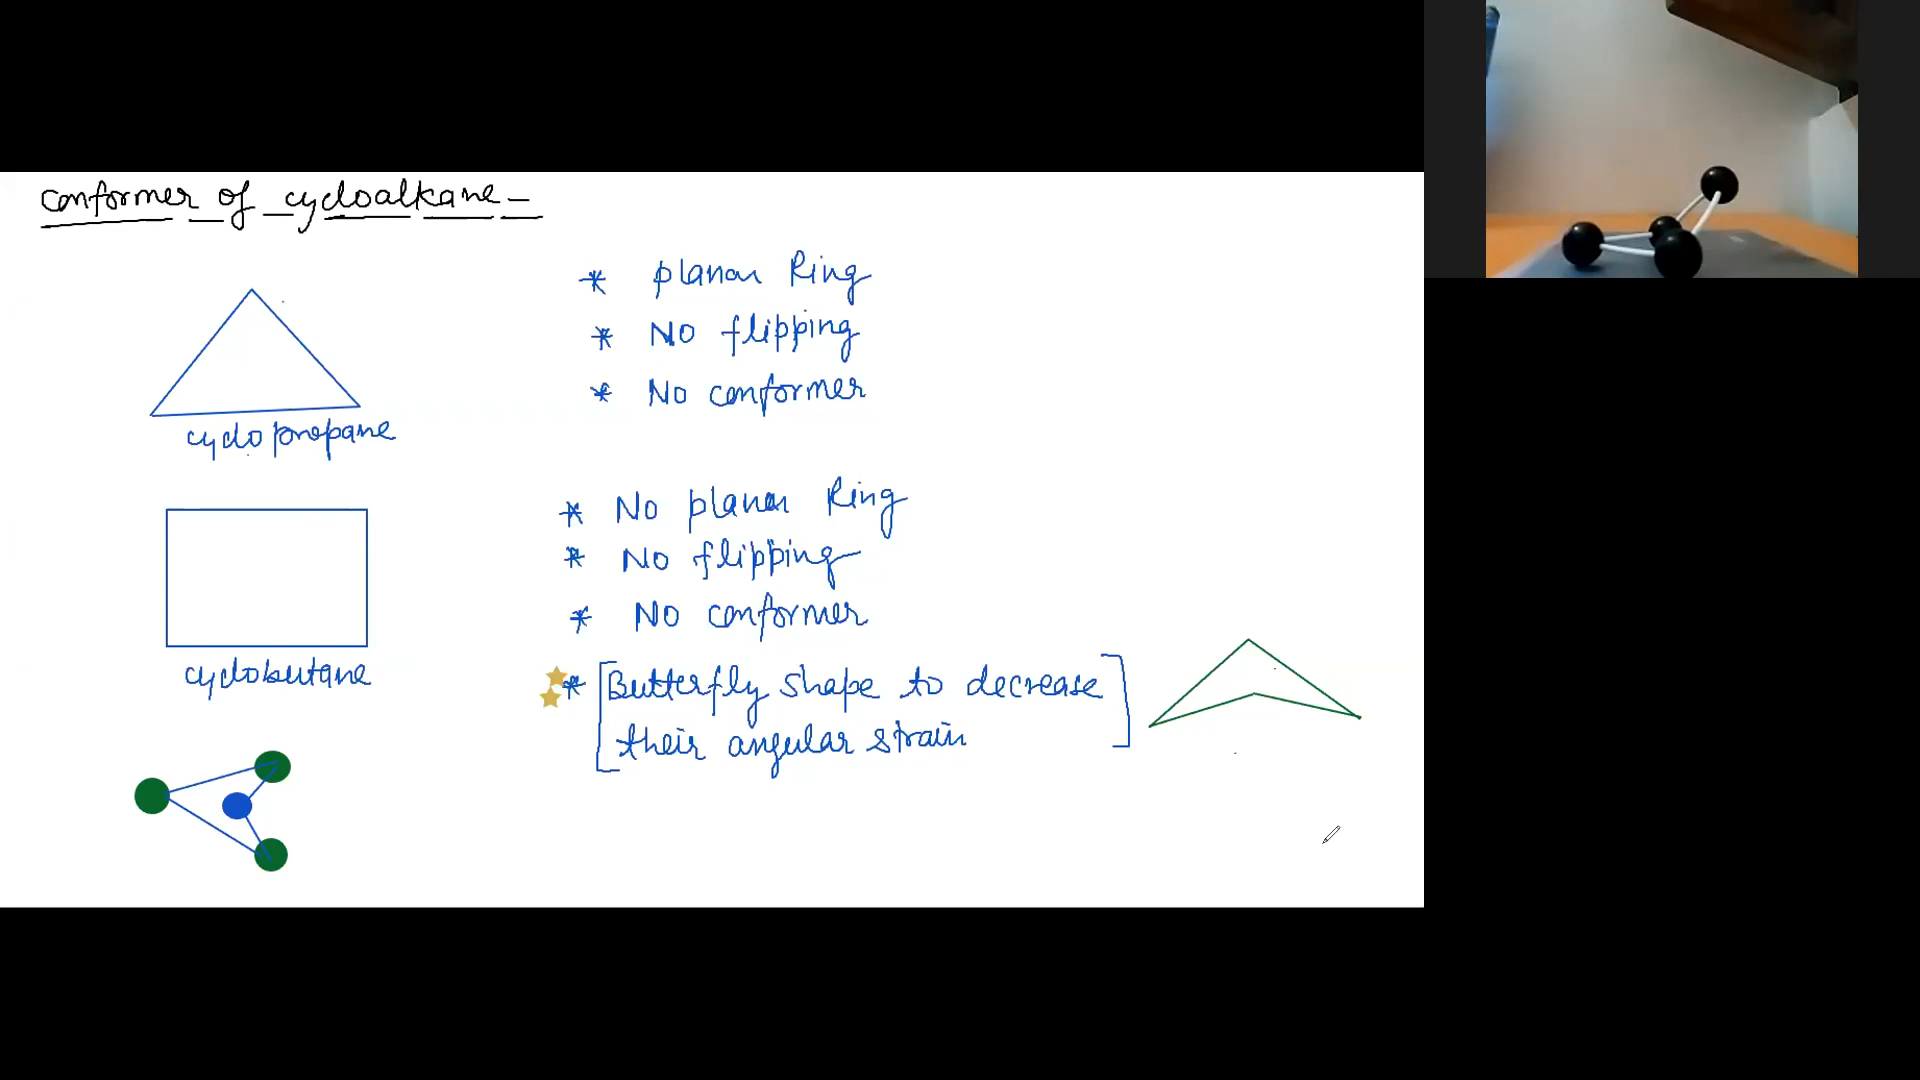 Conformer of cycloalkane -
* planar Ring
* No flipping
* No conformer
cyclopropane
* No planar Ring
* No flipping
* No conformer
* [Butterfly shape to decrease
their angular strain]
cyclobutane